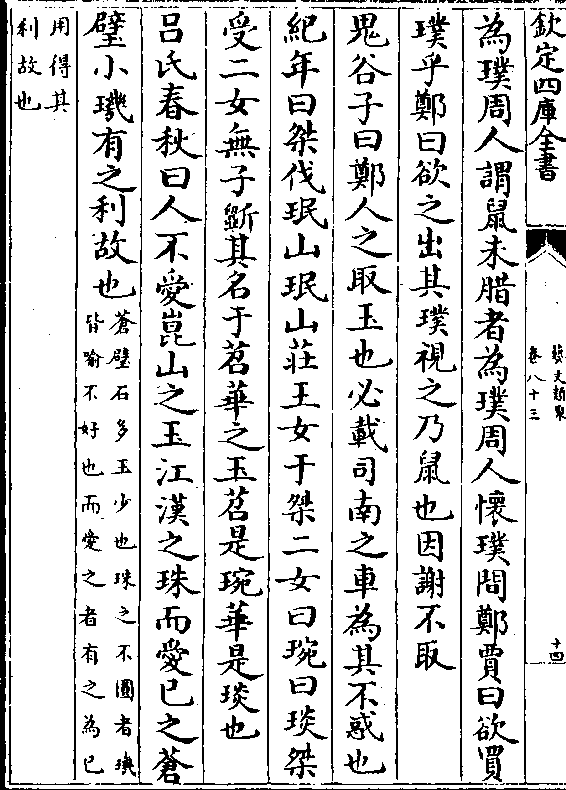 欽定四庫全書
藝文類聚
卷八十三
十四
為璞周人謂鼠未腊者為璞周人懷璞問鄭賈曰欲買
璞乎鄭曰欲之出其璞視之乃鼠也因謝不取
鬼谷子曰鄭人之取玉也必載司南之車為其不惑也
紀年曰桀伐珉山珉山莊王女于桀二女曰琬曰琰桀
受二女無子斷其名于苕華之玉苕是琬華是琰也
吕氏春秋曰人不愛崑山之玉江漢之珠而愛已之蒼
璧小璣有之利故也
蒼璧石多玉少也珠之不圓者璣
皆喻不好也而愛之者有之為已
用得其
利故也